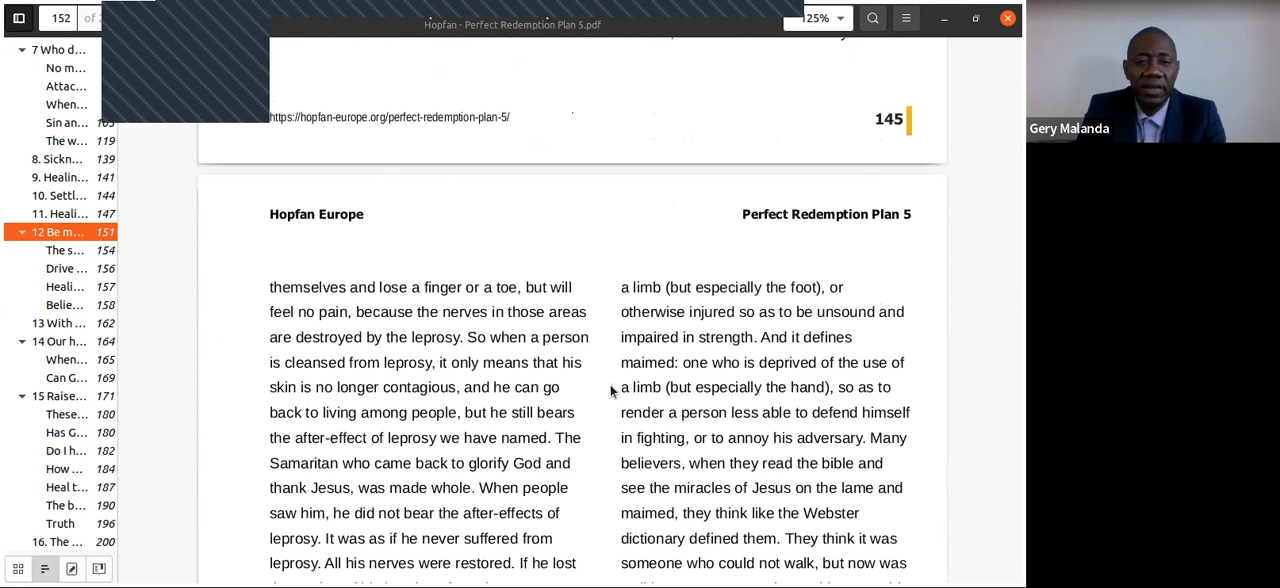 152
of
Hopfan - Perfect Redemption Plan 5.pdf
125%
7 Who d...
No m...
Attac...
When...
Sin an...
The w... 119
8. Sickn... 139
9. Healin... 141
10. Settl... 144
11. Heali... 147
12 Be m... 151
The s... 154
Drive ... 156
Heali... 157
Belie... 158
13 With ... 162
14 Our h... 164
When... 165
Can G... 169
15 Raise... 171
These... 180
Has G... 180
Do I h... 182
How ... 184
Heal t... 187
The b... 190
Truth 196
16. The ... 200
https://hopfan-europe.org/perfect-redemption-plan-5/
145
Hopfan Europe
Perfect Redemption Plan 5
themselves and lose a finger or a toe, but will
feel no pain, because the nerves in those areas
are destroyed by the leprosy. So when a person
is cleansed from leprosy, it only means that his
skin is no longer contagious, and he can go
back to living among people, but he still bears
the after-effect of leprosy we have named. The
Samaritan who came back to glorify God and
thank Jesus, was made whole. When people
saw him, he did not bear the after-effects of
leprosy. It was as if he never suffered from
leprosy. All his nerves were restored. If he lost
a limb (but especially the foot), or
otherwise injured so as to be unsound and
impaired in strength. And it defines
maimed: one who is deprived of the use of
a limb (but especially the hand), so as to
render a person less able to defend himself
in fighting, or to annoy his adversary. Many
believers, when they read the bible and
see the miracles of Jesus on the lame and
maimed, they think like the Webster
dictionary defined them. They think it was
someone who could not walk, but now was
Gery Malanda